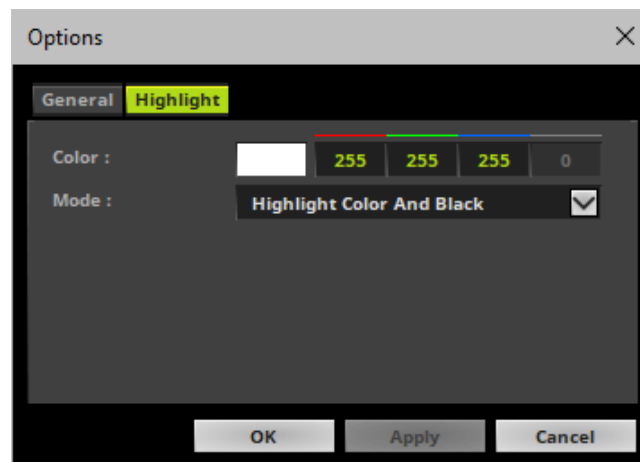 Options
General Highlight
Color : 255 255 255 0
Mode : Highlight Color And Black
OK Apply Cancel